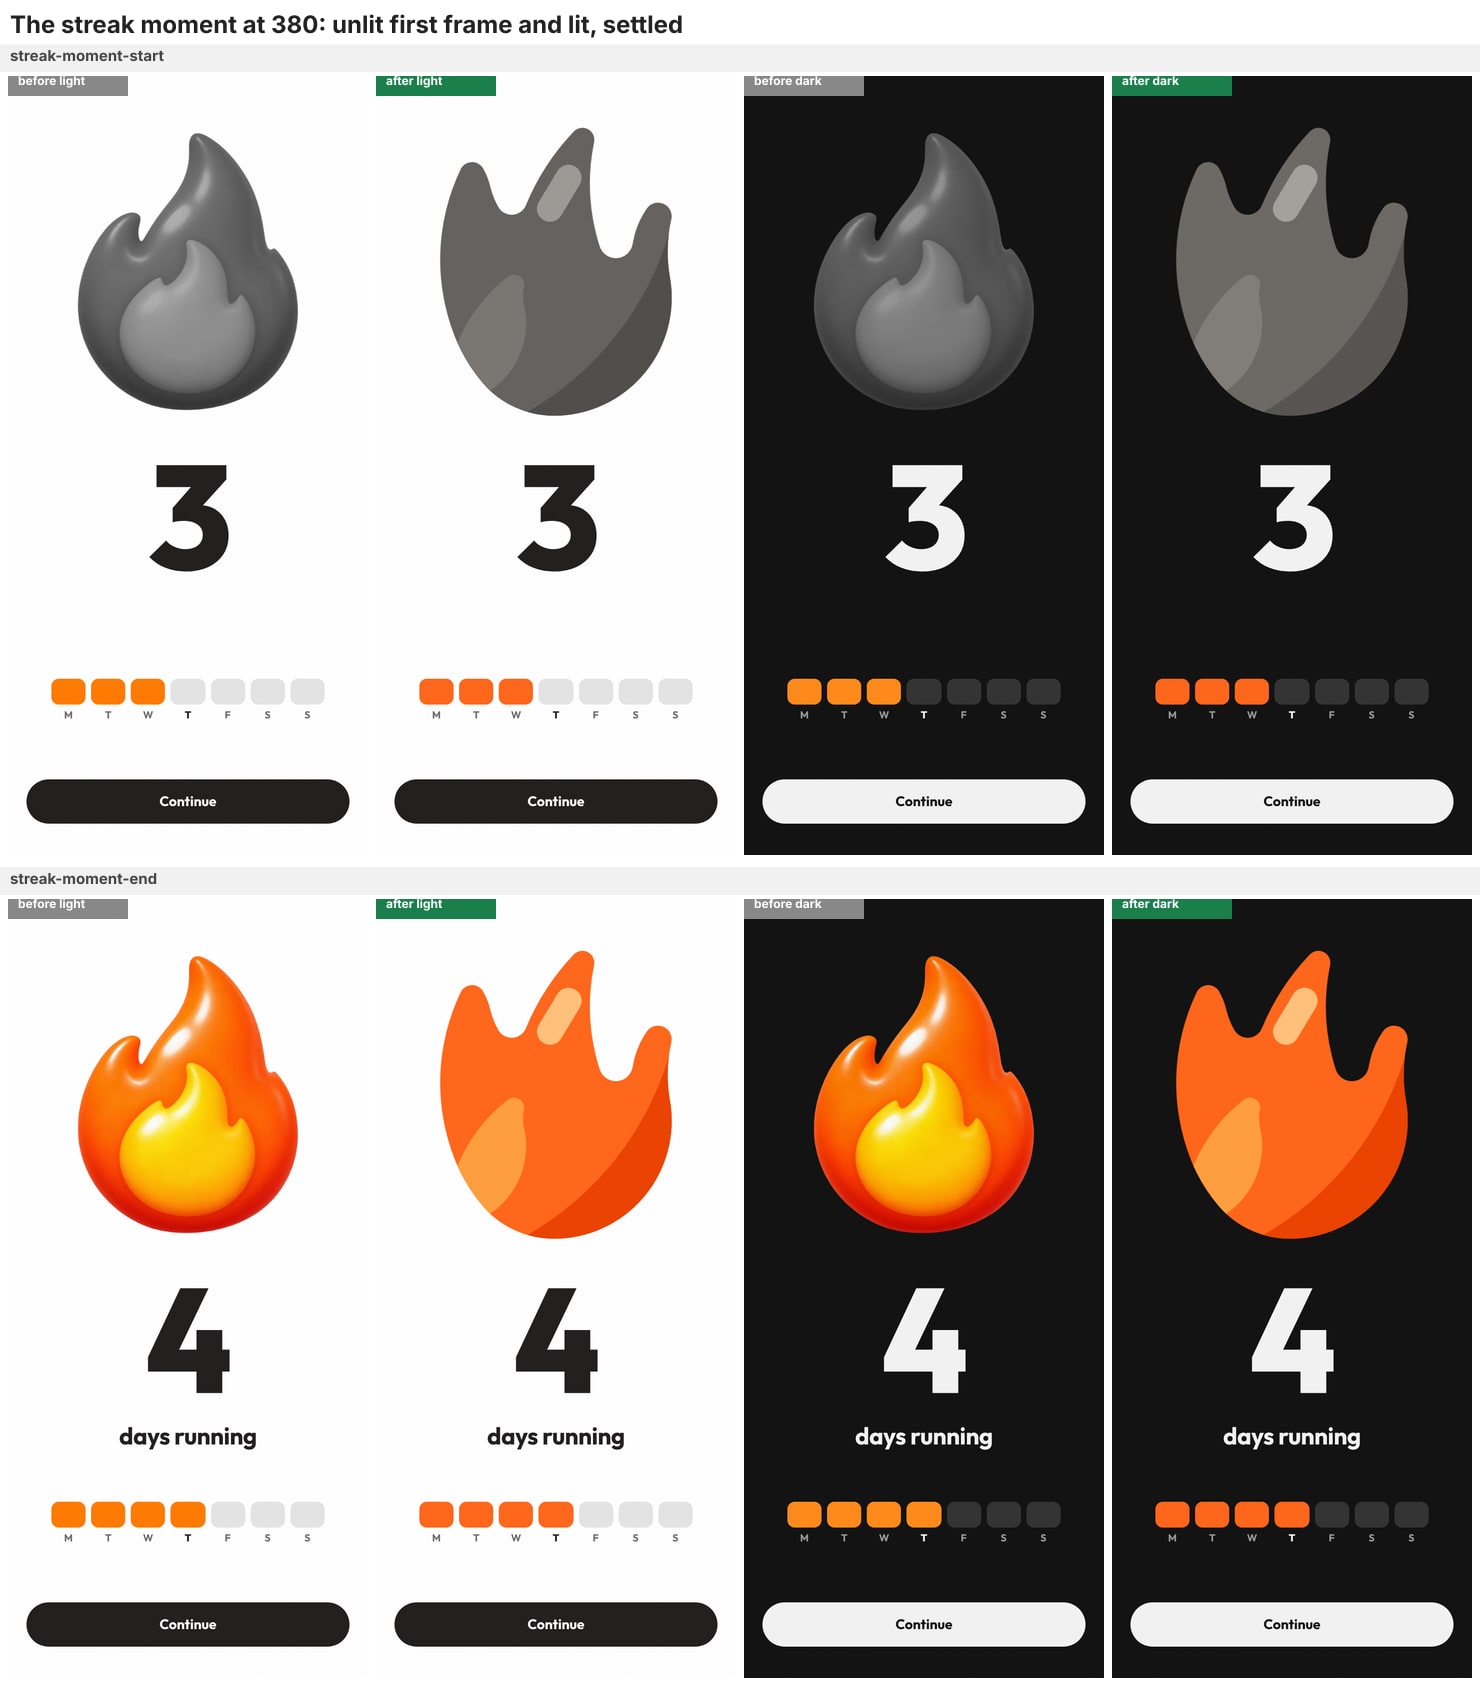 The streak moment at 380: unlit first frame and lit, settled
streak-moment-start
before light
after light
before dark
after dark
3
3
3
3
M T W T F S S
M T W T F S S
M T W T F S S
M T W T F S S
Continue
Continue
Continue
Continue
streak-moment-end
before light
after light
before dark
after dark
4
4
4
4
days running
days running
days running
days running
M T W T F S S
M T W T F S S
M T W T F S S
M T W T F S S
Continue
Continue
Continue
Continue